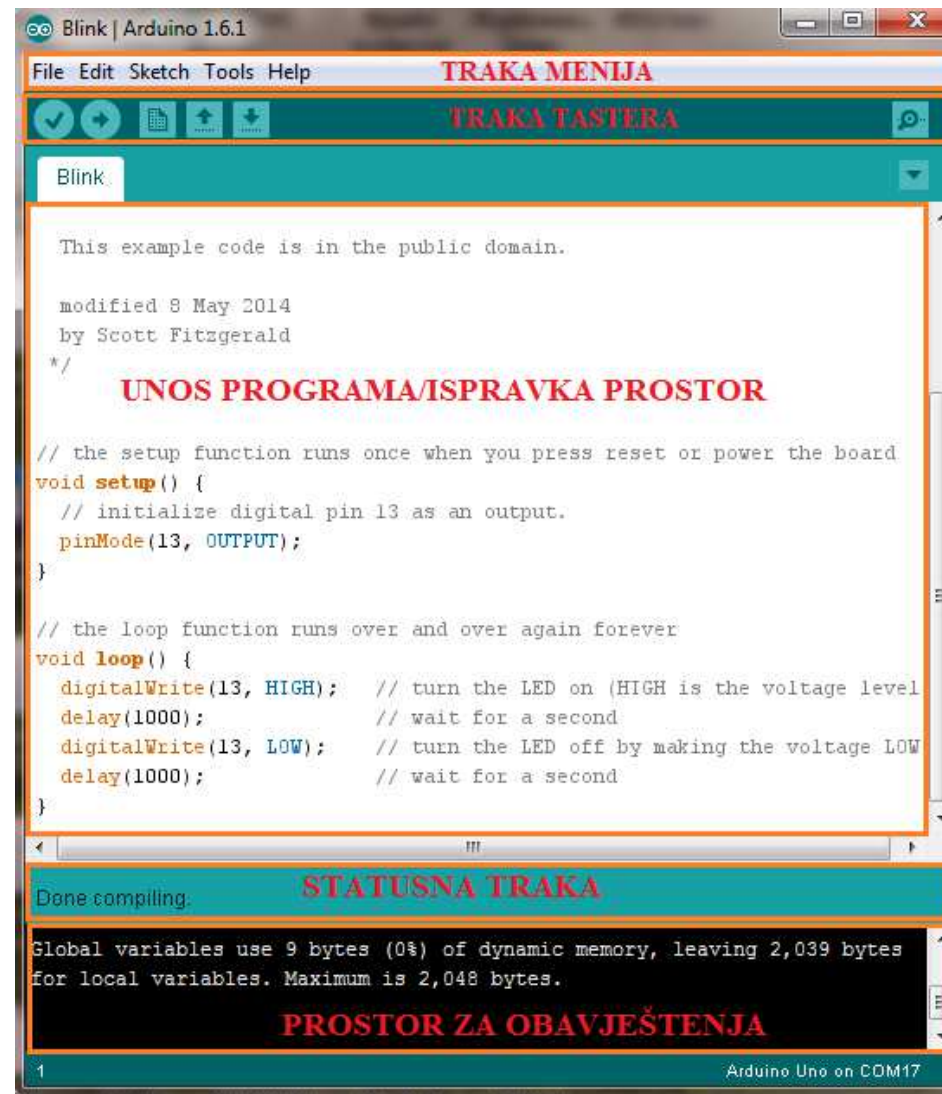 Blink | Arduino 1.6.1
File Edit Sketch Tools Help
TRAKA MENIJA
TRAKA TASTERA
Blink
This example code is in the public domain.
modified 8 May 2014
by Scott Fitzgerald
*/
UNOS PROGRAMA/ISPRAVKA PROSTOR
// the setup function runs once when you press reset or power the board
void setup() {
// initialize digital pin 13 as an output.
pinMode(13, OUTPUT);
}
// the loop function runs over and over again forever
void loop() {
digitalWrite(13, HIGH); // turn the LED on (HIGH is the voltage level
delay(1000); // wait for a second
digitalWrite(13, LOW); // turn the LED off by making the voltage LOW
delay(1000); // wait for a second
}
STATUSNA TRAKA
Done compiling.
Global variables use 9 bytes (0%) of dynamic memory, leaving 2,039 bytes
for local variables. Maximum is 2,048 bytes.
PROSTOR ZA OBAVJEŠTENJA
1
Arduino Uno on COM17